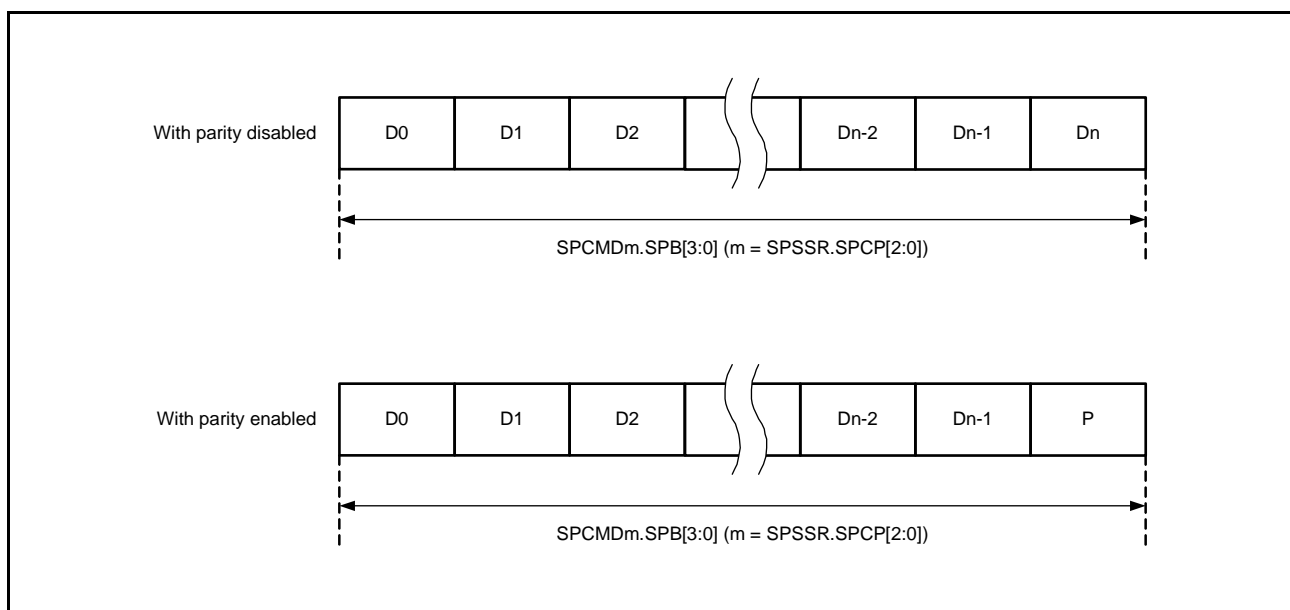 With parity disabled D0 D1 D2 Dn-2 Dn-1 Dn
SPCMDm.SPB[3:0] (m = SPSSR.SPCP[2:0])
With parity enabled D0 D1 D2 Dn-2 Dn-1 P
SPCMDm.SPB[3:0] (m = SPSSR.SPCP[2:0])